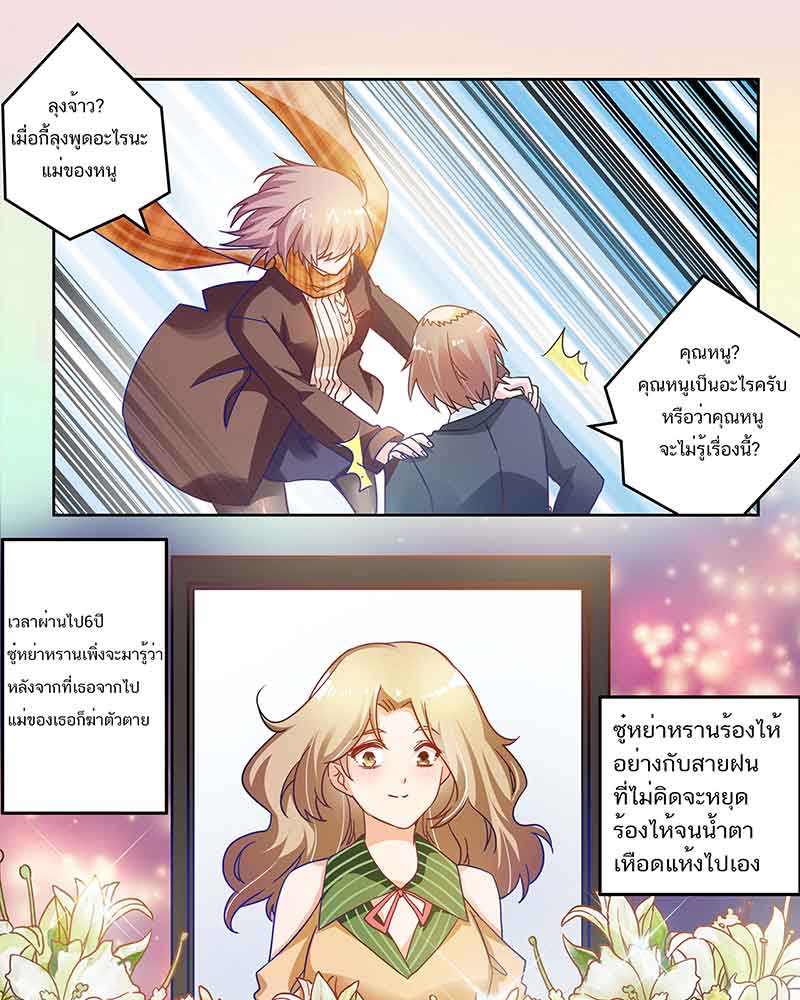 ลุงจ้าว?
เมื่อกี้ลุงพูดอะไรนะ
แม่ของหนู
คุณหนู?
คุณหนูเป็นอะไรครับ
หรือว่าคุณหนู
จะไม่รู้เรื่องนี้?
เวลาผ่านไป6ปี
ซู๋หย่าหรานเพิ่งจะมารู้ว่า
หลังจากที่เธอจากไป
แม่ของเธอก็ฆ่าตัวตาย
ซู๋หย่าหรานร้องไห้
อย่างกับสายฝน
ที่ไม่คิดจะหยุด
ร้องไห้จนน้ำตา
เหือดแห้งไปเอง